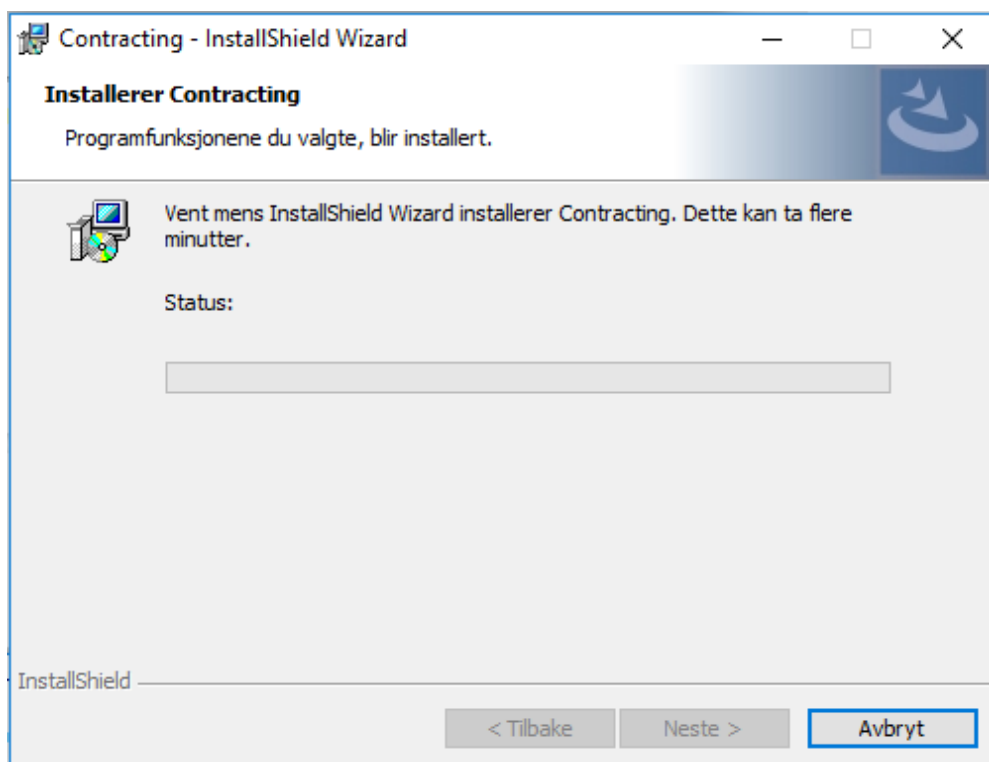 Contracting - InstallShield Wizard
Installerer Contracting
Programfunksjonene du valgte, blir installert.
Vent mens InstallShield Wizard installerer Contracting. Dette kan ta flere
minutter.
Status:
InstallShield
< Tilbake
Neste >
Avbryt